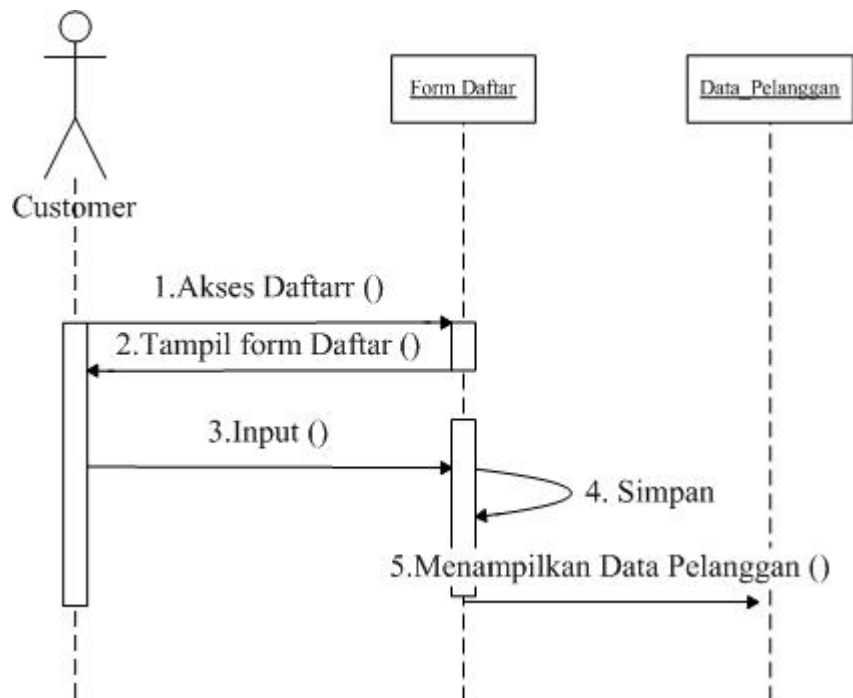 Form Daftar
Data_Pelanggan
Customer
1.Akses Daftarr ()
2.Tampil form Daftar ()
3.Input ()
4. Simpan
5.Menampilkan Data Pelanggan ()